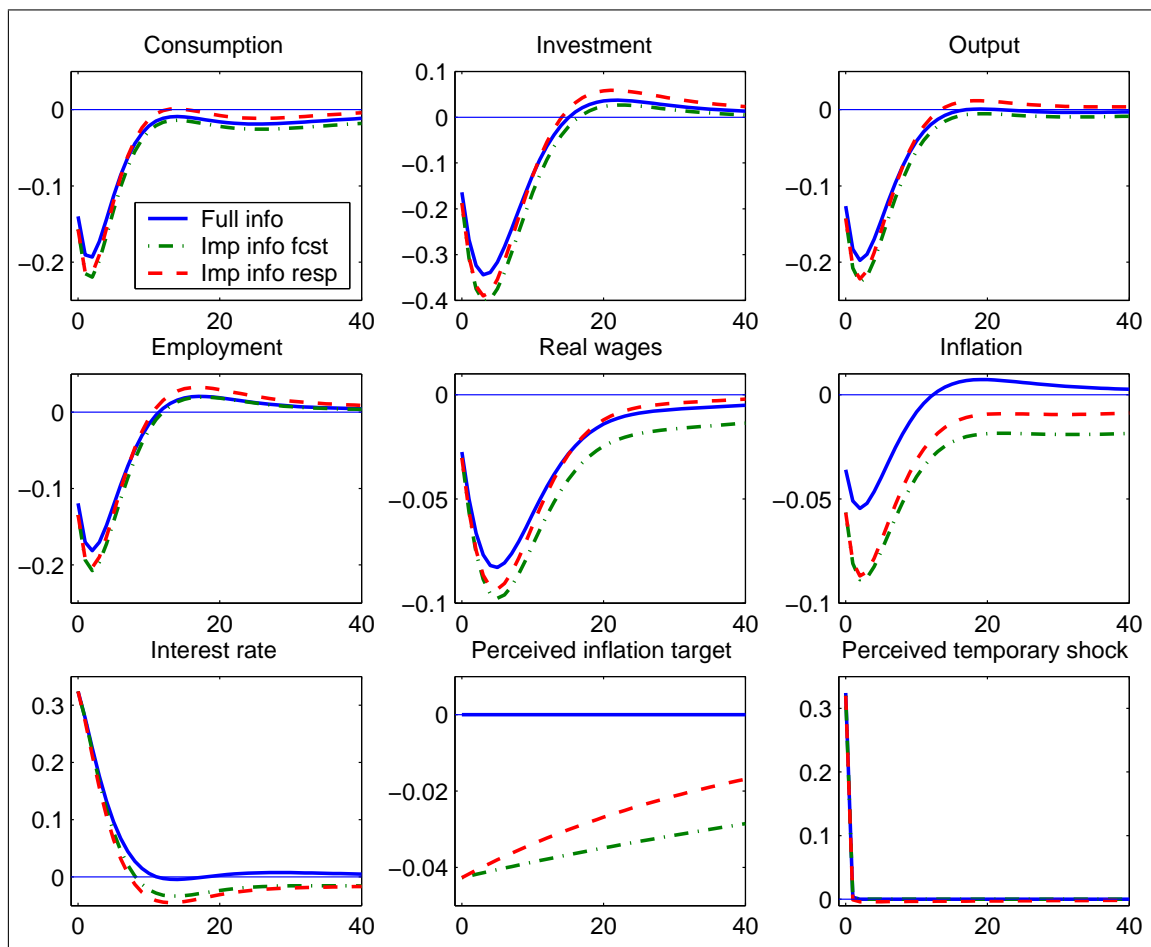 Consumption
0
−0.1
−0.2
0 20 40
Full info
Imp info fcst
Imp info resp
Investment
0.1
0
−0.1
−0.2
−0.3
−0.4
0 20 40
Output
0
−0.1
−0.2
0 20 40
Employment
0
−0.1
−0.2
0 20 40
Real wages
0
−0.05
−0.1
0 20 40
Inflation
0
−0.05
−0.1
0 20 40
Interest rate
0.3
0.2
0.1
0
0 20 40
Perceived inflation target
0
−0.02
−0.04
0 20 40
Perceived temporary shock
0.3
0.2
0.1
0
0 20 40